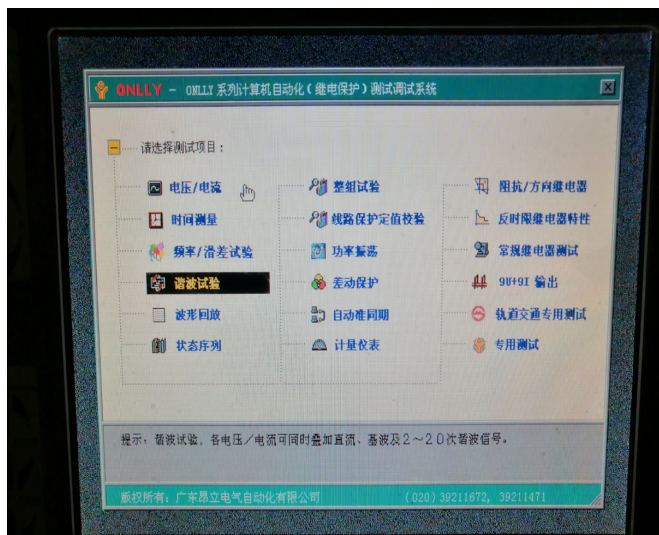 ONLLY - ONLLY 系列计算机自动化(继电保护)测试调试系统
请选择测试项目:
电压/电流
整组试验
阻抗/方向继电器
时间测量
线路保护定值校验
反时限继电器特性
频率/滑差试验
功率振荡
常规继电器测试
谐波试验
差动保护
9U+9I 输出
波形回放
自动准同期
轨道交通专用测试
状态序列
计量仪表
专用测试
提示:谐波试验,各电压/电流可同时叠加直流、基波及2~20次谐波信号。
版权所有:广东昂立电气自动化有限公司 (020)39211672, 39211471